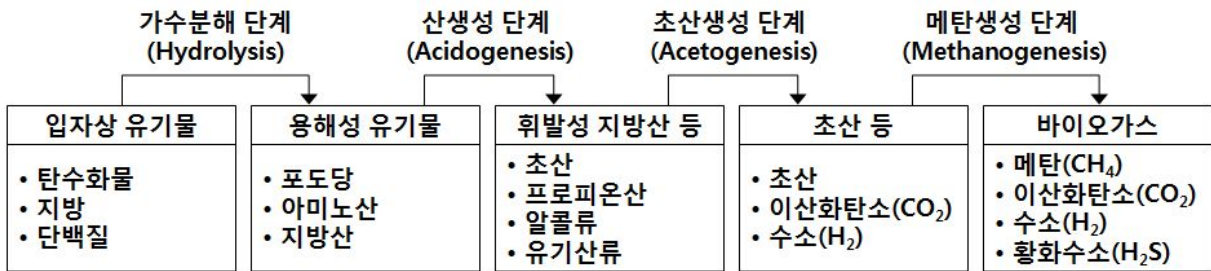 가수분해 단계
(Hydrolysis)
산생성 단계
(Acidogenesis)
초산생성 단계
(Acetogenesis)
메탄생성 단계
(Methanogenesis)
입자상 유기물
• 탄수화물
• 지방
• 단백질
용해성 유기물
• 포도당
• 아미노산
• 지방산
휘발성 지방산 등
• 초산
• 프로피온산
• 알콜류
• 유기산류
초산 등
• 초산
• 이산화탄소(CO₂)
• 수소(H₂)
바이오가스
• 메탄(CH₄)
• 이산화탄소(CO₂)
• 수소(H₂)
• 황화수소(H₂S)